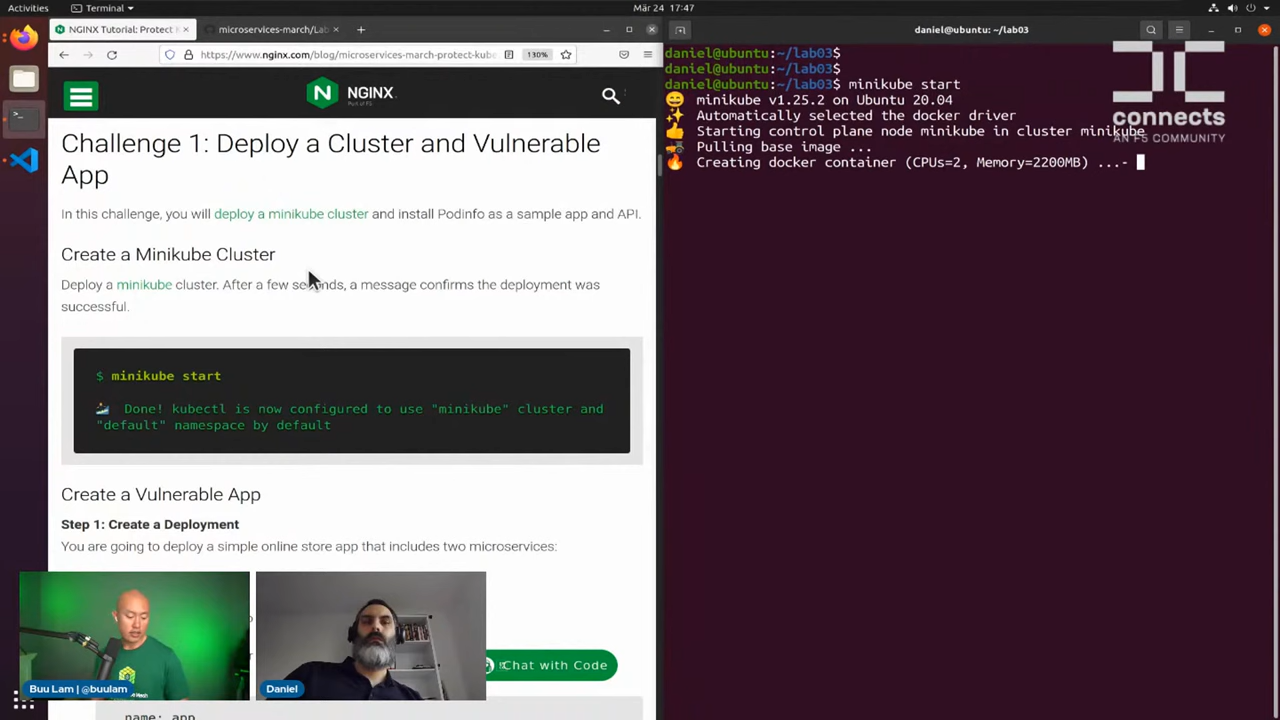 Activities
Terminal
Mär 24 17:47
NGINX Tutorial: Protect K
microservices-march/Lab
https://www.nginx.com/blog/microservices-march-protect-kube
130%
NGINX
Part of F5
Challenge 1: Deploy a Cluster and Vulnerable
App
In this challenge, you will deploy a minikube cluster and install Podinfo as a sample app and API.
Create a Minikube Cluster
Deploy a minikube cluster. After a few seconds, a message confirms the deployment was
successful.
$ minikube start
Done! kubectl is now configured to use "minikube" cluster and
"default" namespace by default
Create a Vulnerable App
Step 1: Create a Deployment
You are going to deploy a simple online store app that includes two microservices:
Chat with Code
name: app
Buu Lam | @buulam
Daniel
daniel@ubuntu: ~/lab03
daniel@ubuntu:~/lab03$
daniel@ubuntu:~/lab03$
daniel@ubuntu:~/lab03$ minikube start
minikube v1.25.2 on Ubuntu 20.04
Automatically selected the docker driver
Starting control plane node minikube in cluster minikube
Pulling base image ...
Creating docker container (CPUs=2, Memory=2200MB) ...-
connects
AN F5 COMMUNITY